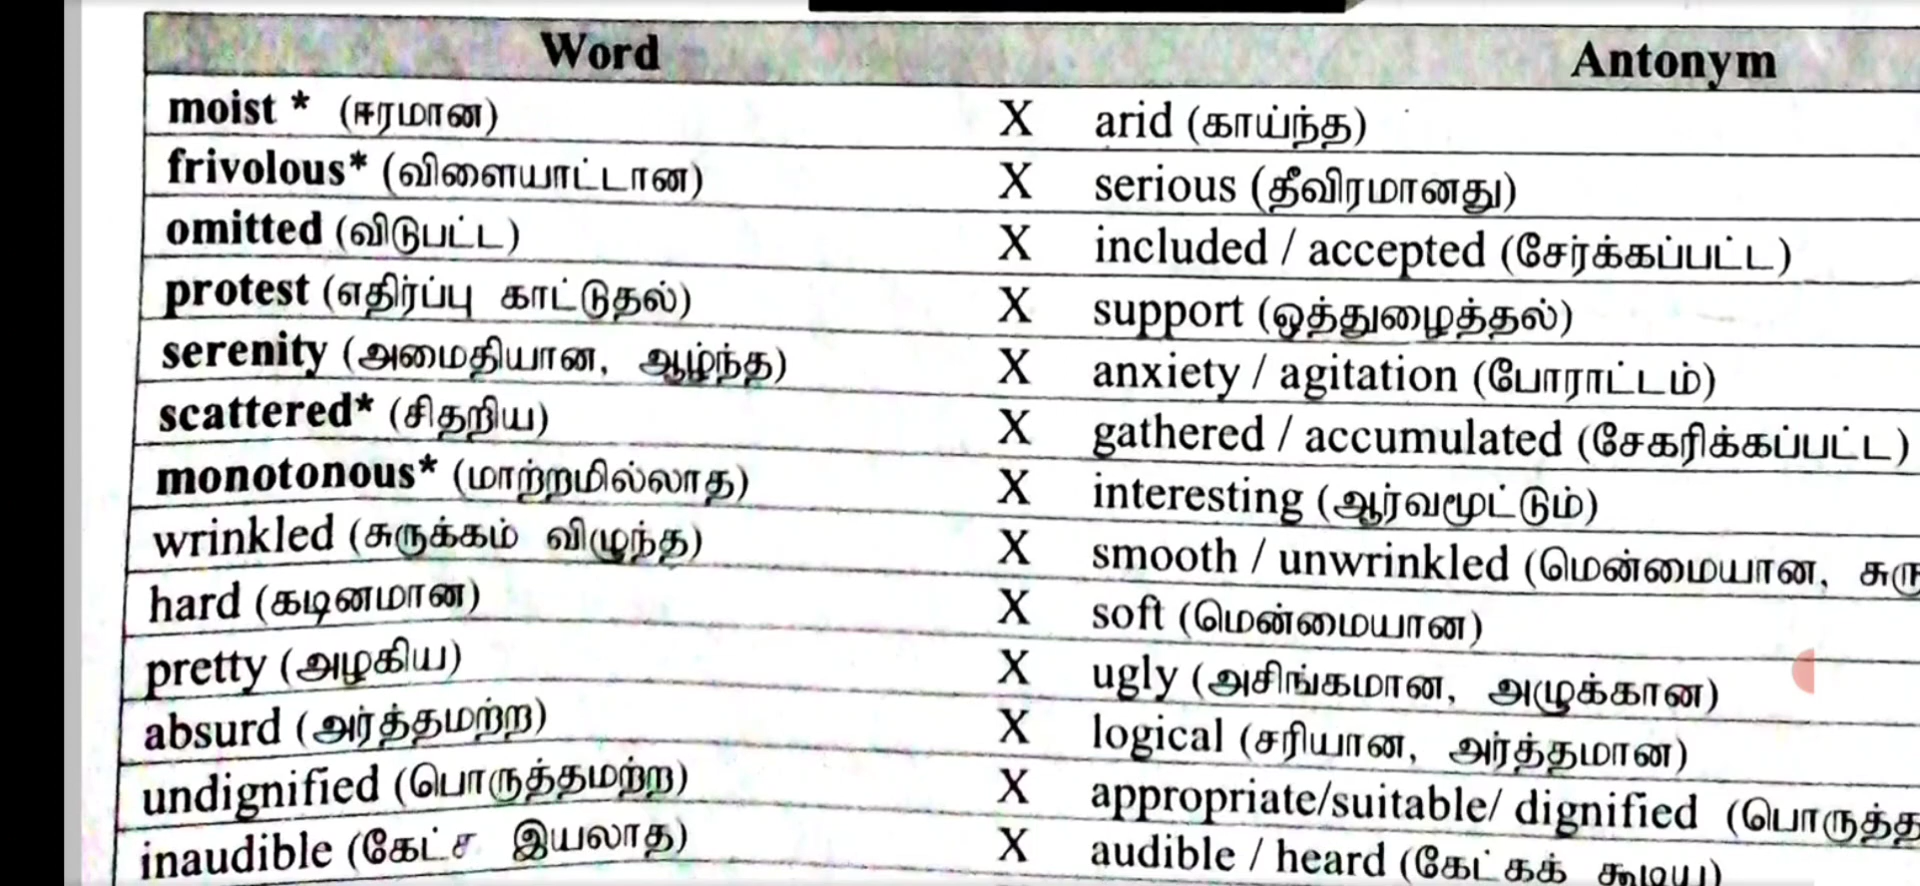 Word Antonym
moist * (ஈரமான) X arid (காய்ந்த)
frivolous* (விளையாட்டான) X serious (தீவிரமானது)
omitted (விடுபட்ட) X included / accepted (சேர்க்கப்பட்ட)
protest (எதிர்ப்பு காட்டுதல்) X support (ஒத்துழைத்தல்)
serenity (அமைதியான, ஆழ்ந்த) X anxiety / agitation (போராட்டம்)
scattered* (சிதறிய) X gathered / accumulated (சேகரிக்கப்பட்ட)
monotonous* (மாற்றமில்லாத) X interesting (ஆர்வமூட்டும்)
wrinkled (சுருக்கம் விழுந்த) X smooth / unwrinkled (மென்மையான, சுரு
hard (கடினமான) X soft (மென்மையான)
pretty (அழகிய) X ugly (அசிங்கமான, அழுக்கான)
absurd (அர்த்தமற்ற) X logical (சரியான, அர்த்தமான)
undignified (பொருத்தமற்ற) X appropriate/suitable/ dignified (பொருத்த
inaudible (கேட்ச இயலாத) X audible / heard (கேட்கக் கூடிய)